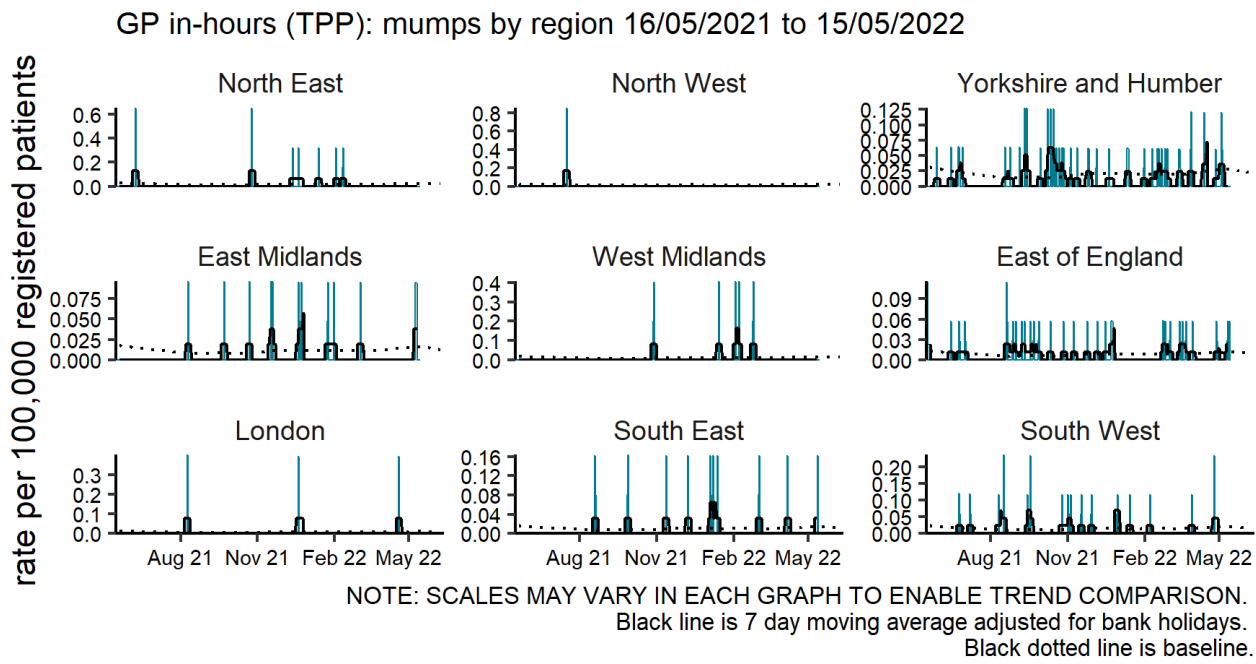 GP in-hours (TPP): mumps by region 16/05/2021 to 15/05/2022
rate per 100,000 registered patients
North East
0.6
0.4
0.2
0.0
North West
0.8
0.6
0.4
0.2
0.0
Yorkshire and Humber
0.125
0.100
0.075
0.050
0.025
0.000
East Midlands
0.075
0.050
0.025
0.000
West Midlands
0.4
0.3
0.2
0.1
0.0
East of England
0.09
0.06
0.03
0.00
London
0.3
0.2
0.1
0.0
Aug 21 Nov 21 Feb 22 May 22
South East
0.16
0.12
0.08
0.04
0.00
Aug 21 Nov 21 Feb 22 May 22
South West
0.20
0.15
0.10
0.05
0.00
Aug 21 Nov 21 Feb 22 May 22
NOTE: SCALES MAY VARY IN EACH GRAPH TO ENABLE TREND COMPARISON.
Black line is 7 day moving average adjusted for bank holidays.
Black dotted line is baseline.